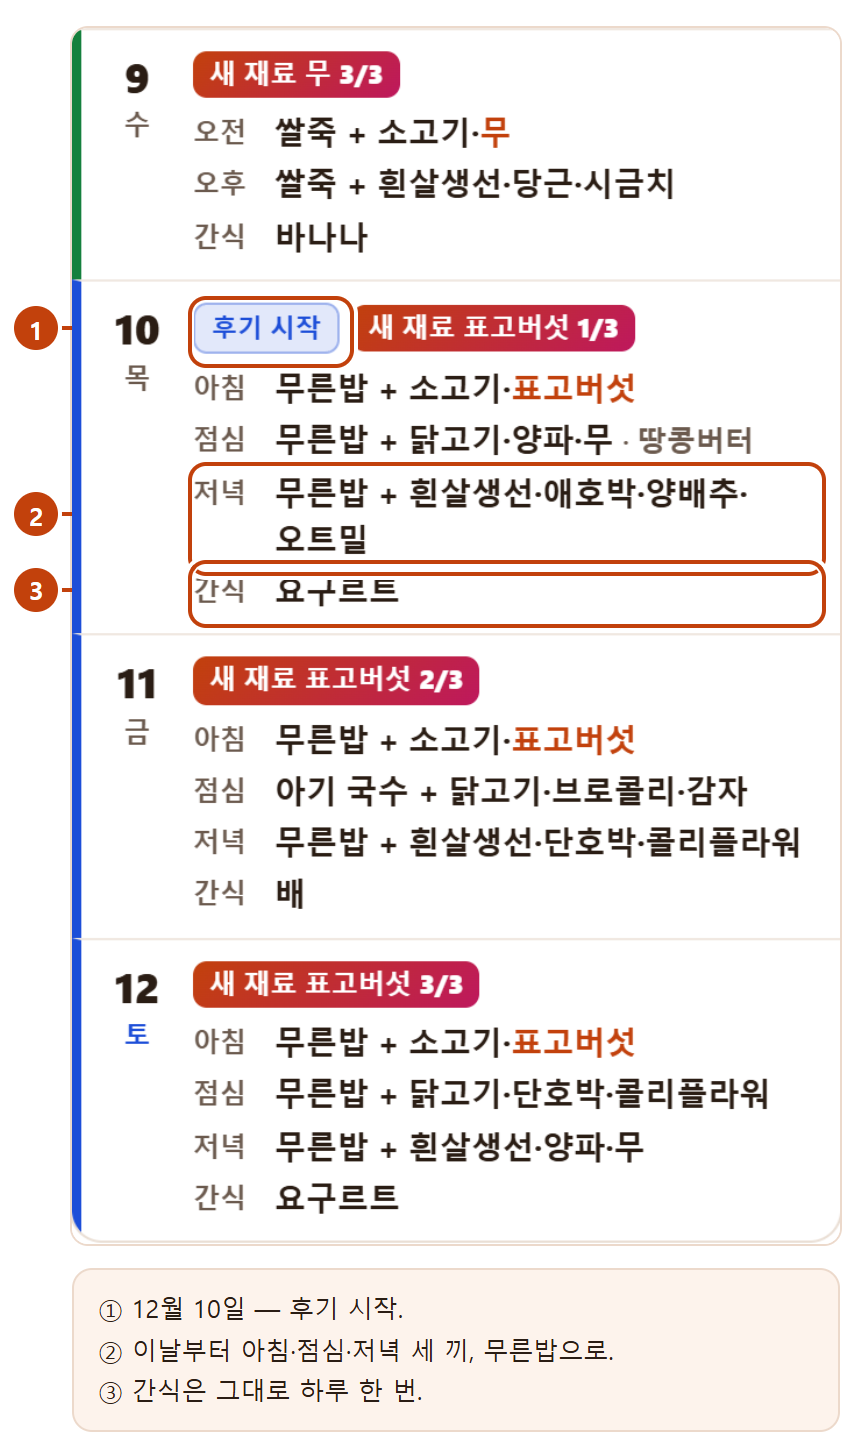 9
수
새 재료 무 3/3
오전 쌀죽 + 소고기·무
오후 쌀죽 + 흰살생선·당근·시금치
간식 바나나
1
10
목
후기 시작 새 재료 표고버섯 1/3
아침 무른밥 + 소고기·표고버섯
점심 무른밥 + 닭고기·양파·무 · 땅콩버터
2
저녁 무른밥 + 흰살생선·애호박·양배추·
오트밀
3
간식 요구르트
11
금
새 재료 표고버섯 2/3
아침 무른밥 + 소고기·표고버섯
점심 아기 국수 + 닭고기·브로콜리·감자
저녁 무른밥 + 흰살생선·단호박·콜리플라워
간식 배
12
토
새 재료 표고버섯 3/3
아침 무른밥 + 소고기·표고버섯
점심 무른밥 + 닭고기·단호박·콜리플라워
저녁 무른밥 + 흰살생선·양파·무
간식 요구르트
① 12월 10일 — 후기 시작.
② 이날부터 아침·점심·저녁 세 끼, 무른밥으로.
③ 간식은 그대로 하루 한 번.